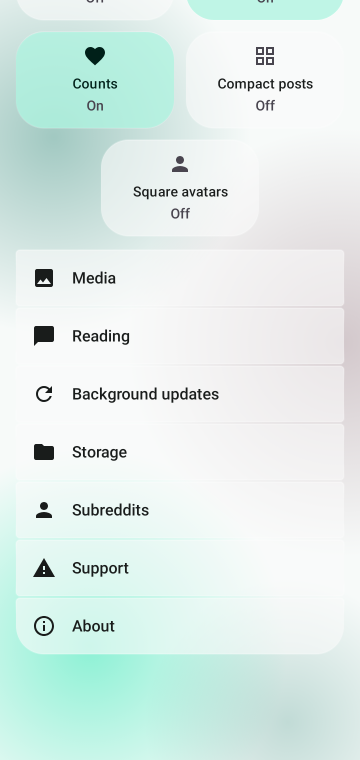 Counts
On
Compact posts
Off
Square avatars
Off
Media
Reading
Background updates
Storage
Subreddits
Support
About